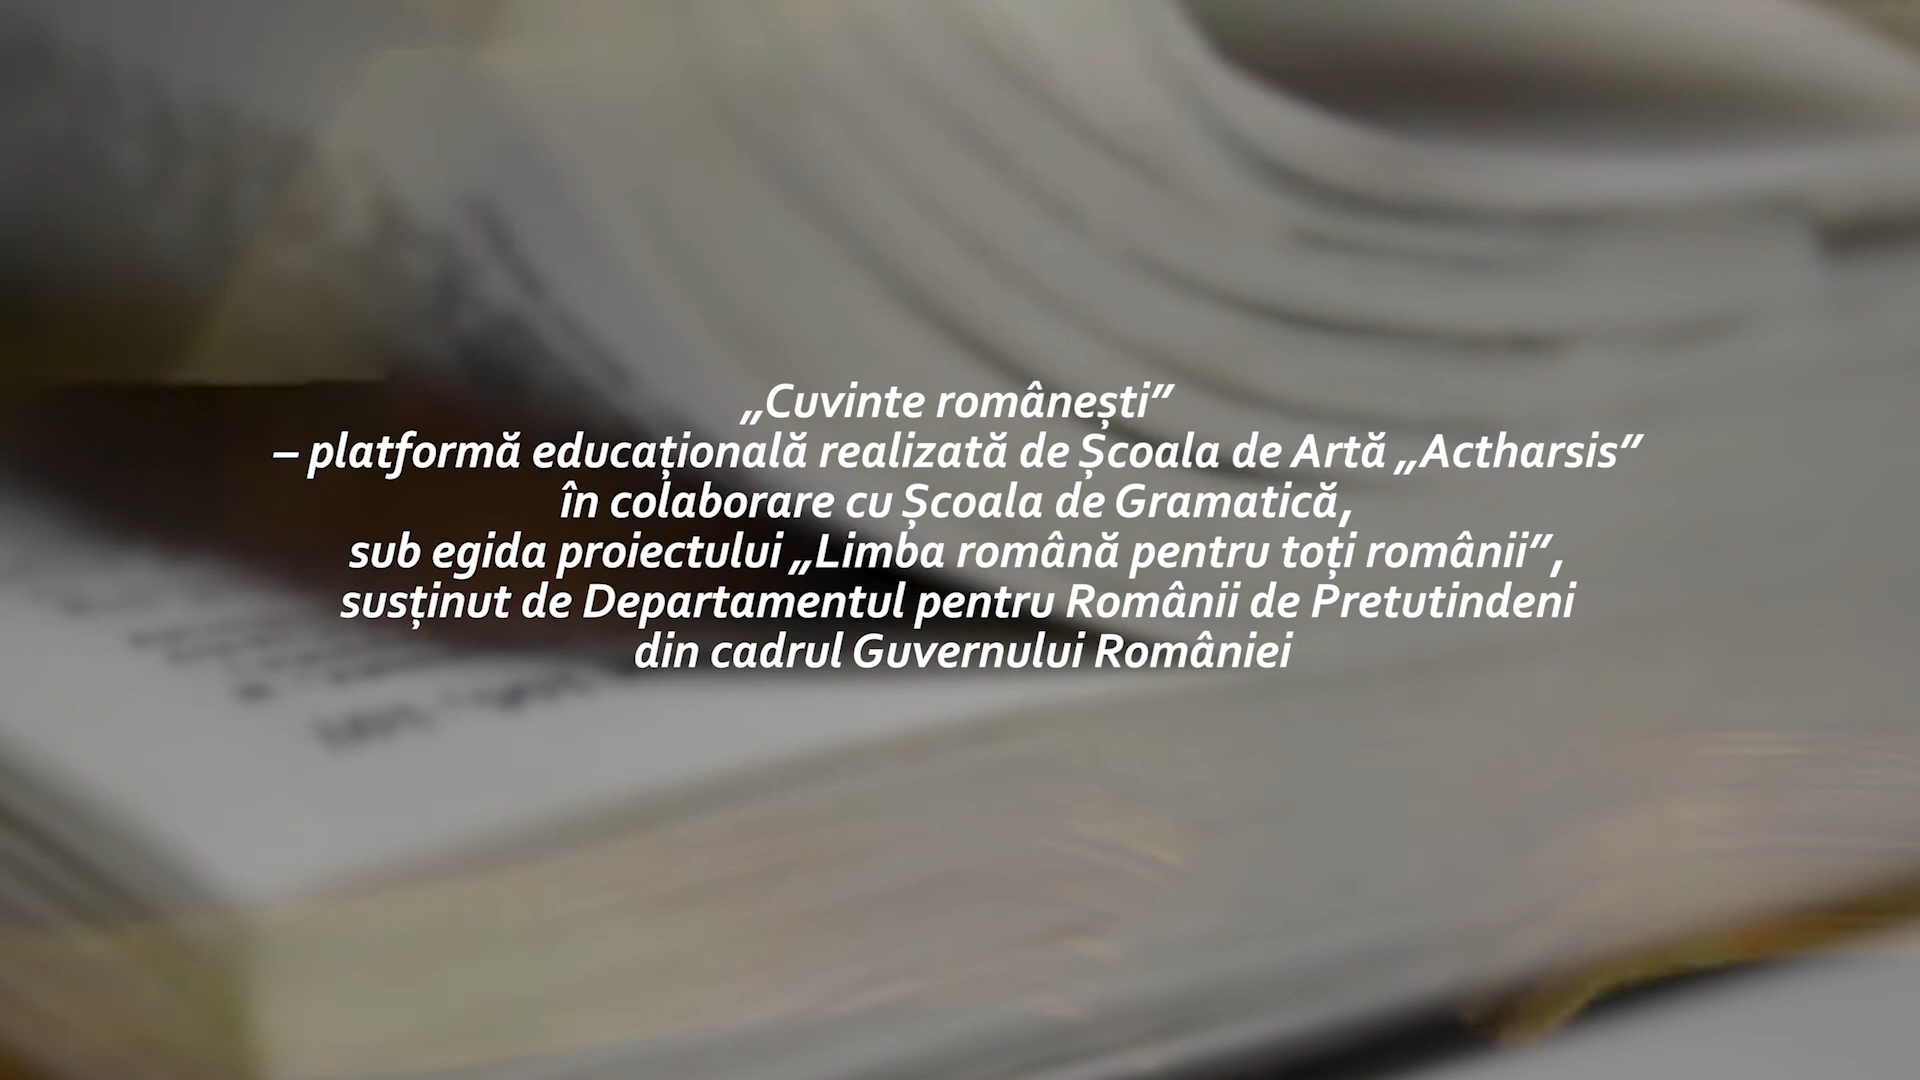 „Cuvinte românești”
– platformă educațională realizată de Școala de Artă „Actharsis”
în colaborare cu Școala de Gramatică,
sub egida proiectului „Limba română pentru toți românii”,
susținut de Departamentul pentru Românii de Pretutindeni
din cadrul Guvernului României